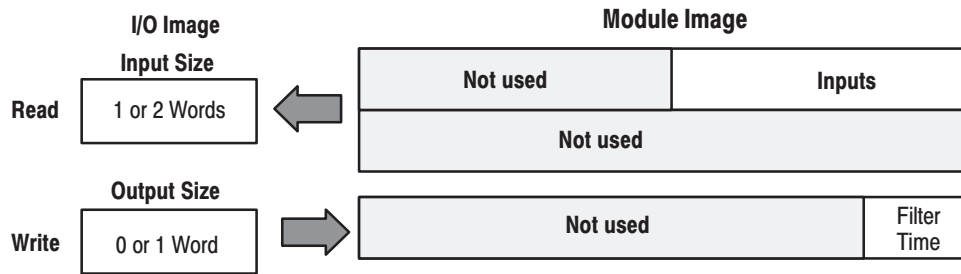 I/O Image
Module Image
Input Size
Read
1 or 2 Words
Not used
Inputs
Not used
Output Size
Write
0 or 1 Word
Not used
Filter
Time